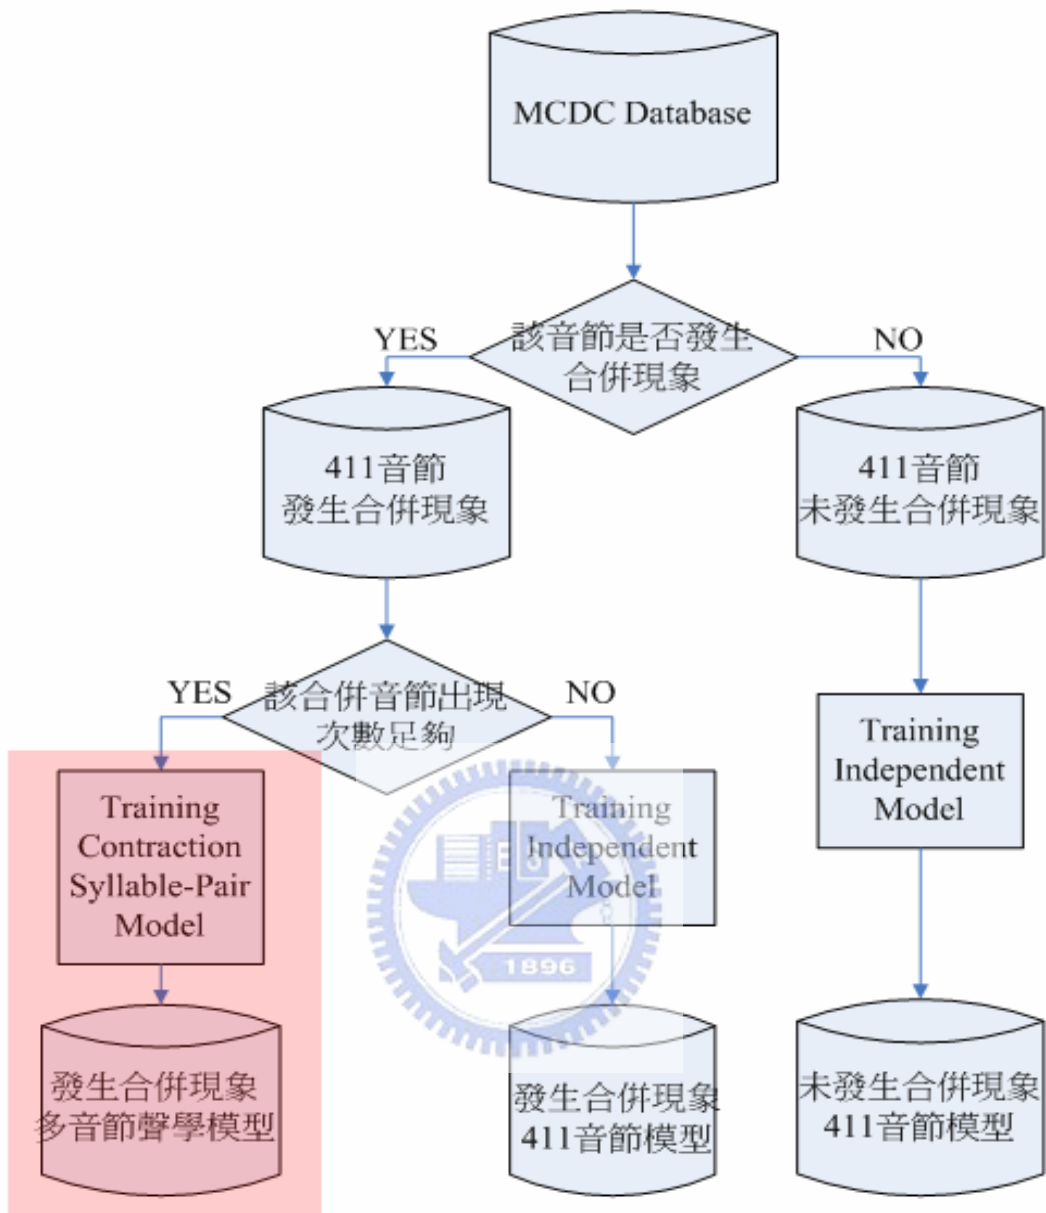 MCDC Database
YES
該音節是否發生
合併現象
NO
411音節
發生合併現象
411音節
未發生合併現象
YES
該合併音節出現
次數足夠
NO
Training
Contraction
Syllable-Pair
Model
Training
Independent
Model
Training
Independent
Model
1896
發生合併現象
多音節聲學模型
發生合併現象
411音節模型
未發生合併現象
411音節模型